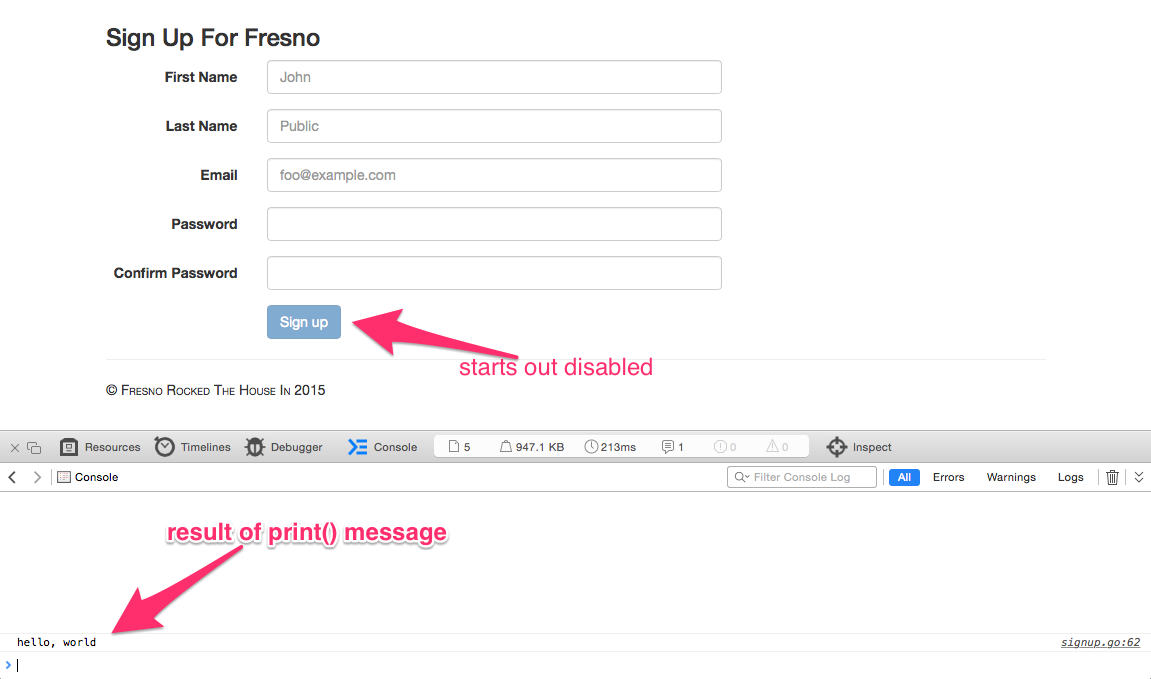 Sign Up For Fresno
First Name John
Last Name Public
Email foo@example.com
Password
Confirm Password
Sign up
starts out disabled
© Fresno Rocked The House In 2015
Resources Timelines Debugger Console 5 947.1 KB 213ms 1 0 0 Inspect
Console Filter Console Log All Errors Warnings Logs
result of print() message
hello, world signup.go:62